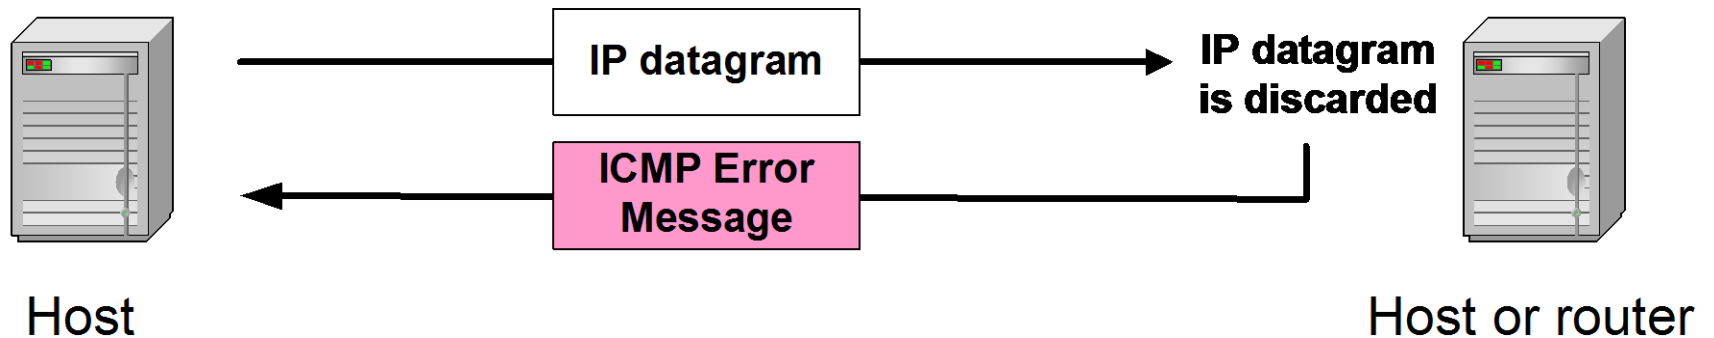 IP datagram
IP datagram
is discarded
ICMP Error
Message
Host
Host or router